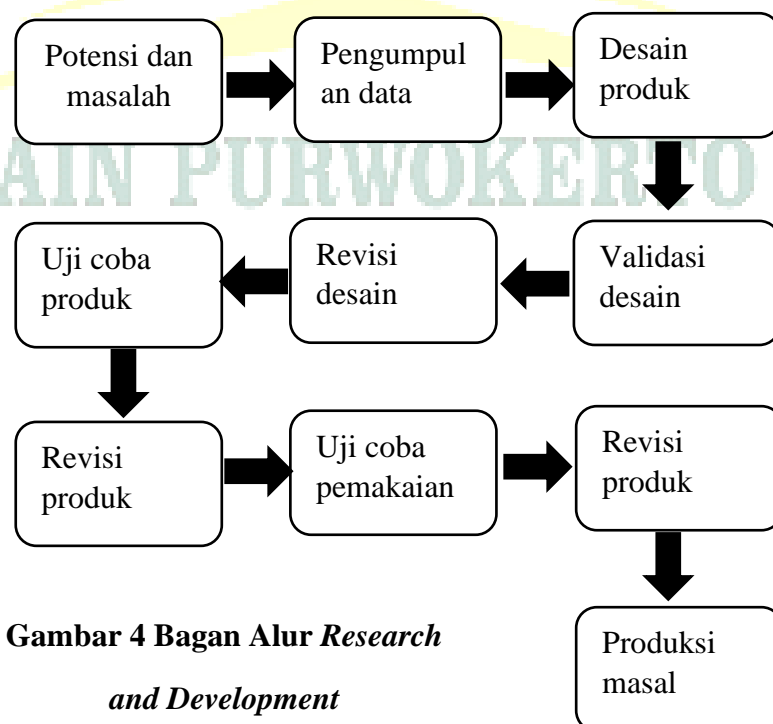 Potensi dan
masalah
Pengumpul
an data
Desain
produk
AIN PURWOKERTO
Uji coba
produk
Revisi
desain
Validasi
desain
Revisi
produk
Uji coba
pemakaian
Revisi
produk
Gambar 4 Bagan Alur Research
and Development
Produksi
masal